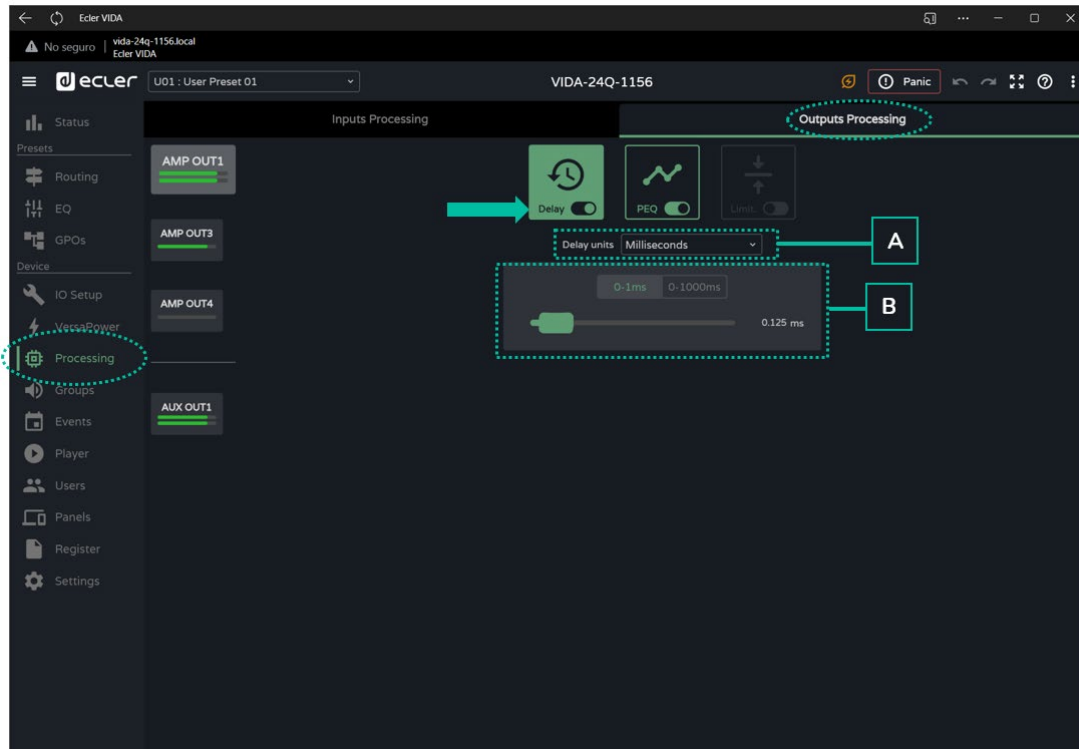 Ecler VIDA
No seguro
vida-24q-1156.local
Ecler VIDA
ecler
U01 : User Preset 01
VIDA-24Q-1156
Panic
Status
Presets
Routing
EQ
GPOs
Device
IO Setup
VersaPower
Processing
Groups
Events
Player
Users
Panels
Register
Settings
Inputs Processing
Outputs Processing
AMP OUT1
AMP OUT3
AMP OUT4
AUX OUT1
Delay
PEQ
Limit.
Delay units Milliseconds
A
0-1ms 0-1000ms
B
0.125 ms